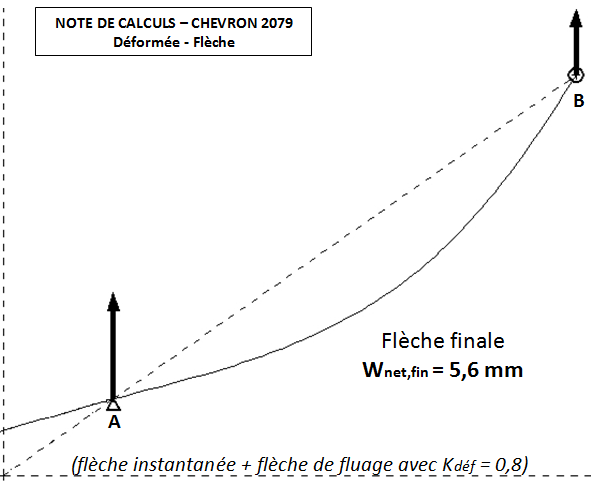 NOTE DE CALCULS – CHEVRON 2079
Déformée - Flèche
B
Flèche finale
Wnet,fin = 5,6 mm
A
(flèche instantanée + flèche de fluage avec Kdéf = 0,8)